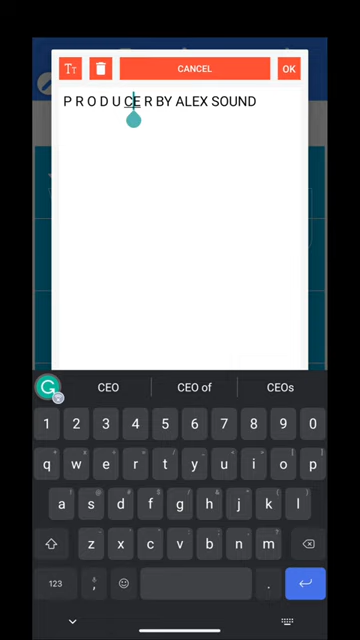 TT
CANCEL
OK
P R O D U CE R BY ALEX SOUND
G
CEO
CEO of
CEOs
1 2 3 4 5 6 7 8 9 0
q w e r t y u i o p
a s d f g h j k l
z x c v b n m
123 , .